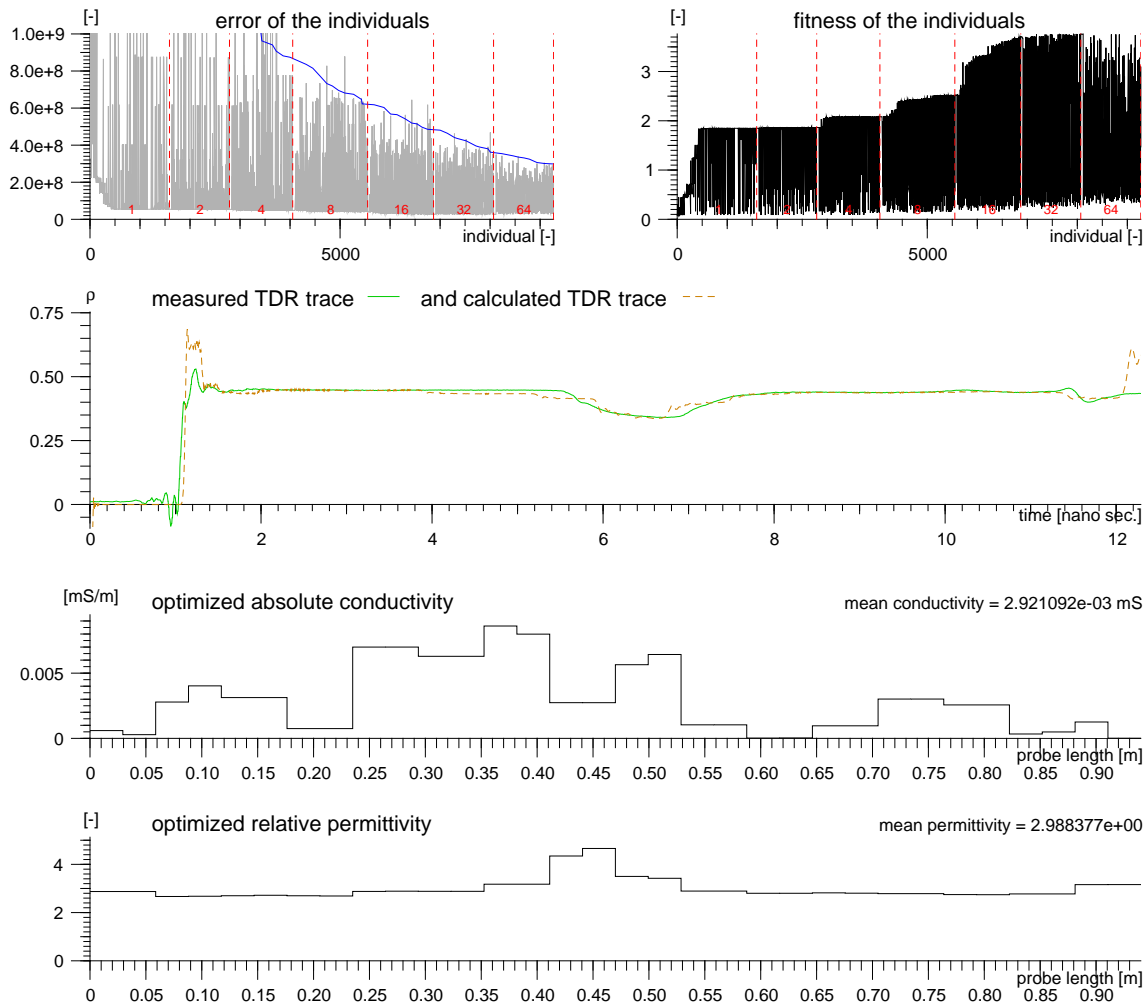 [-] error of the individuals
1.0e+9
8.0e+8
6.0e+8
4.0e+8
2.0e+8
0
1 2 4 8 16 32 64
individual [-]
0 5000
[-] fitness of the individuals
3
2
1
0
1 2 4 8 16 32 64
individual [-]
0 5000
ρ measured TDR trace and calculated TDR trace
0.75
0.50
0.25
0
time [nano sec.]
0 2 4 6 8 10 12
[mS/m] optimized absolute conductivity mean conductivity = 2.921092e-03 mS
0.005
0
probe length [m]
0 0.05 0.10 0.15 0.20 0.25 0.30 0.35 0.40 0.45 0.50 0.55 0.60 0.65 0.70 0.75 0.80 0.85 0.90
[-] optimized relative permittivity mean permittivity = 2.988377e+00
4
2
0
probe length [m]
0 0.05 0.10 0.15 0.20 0.25 0.30 0.35 0.40 0.45 0.50 0.55 0.60 0.65 0.70 0.75 0.80 0.85 0.90